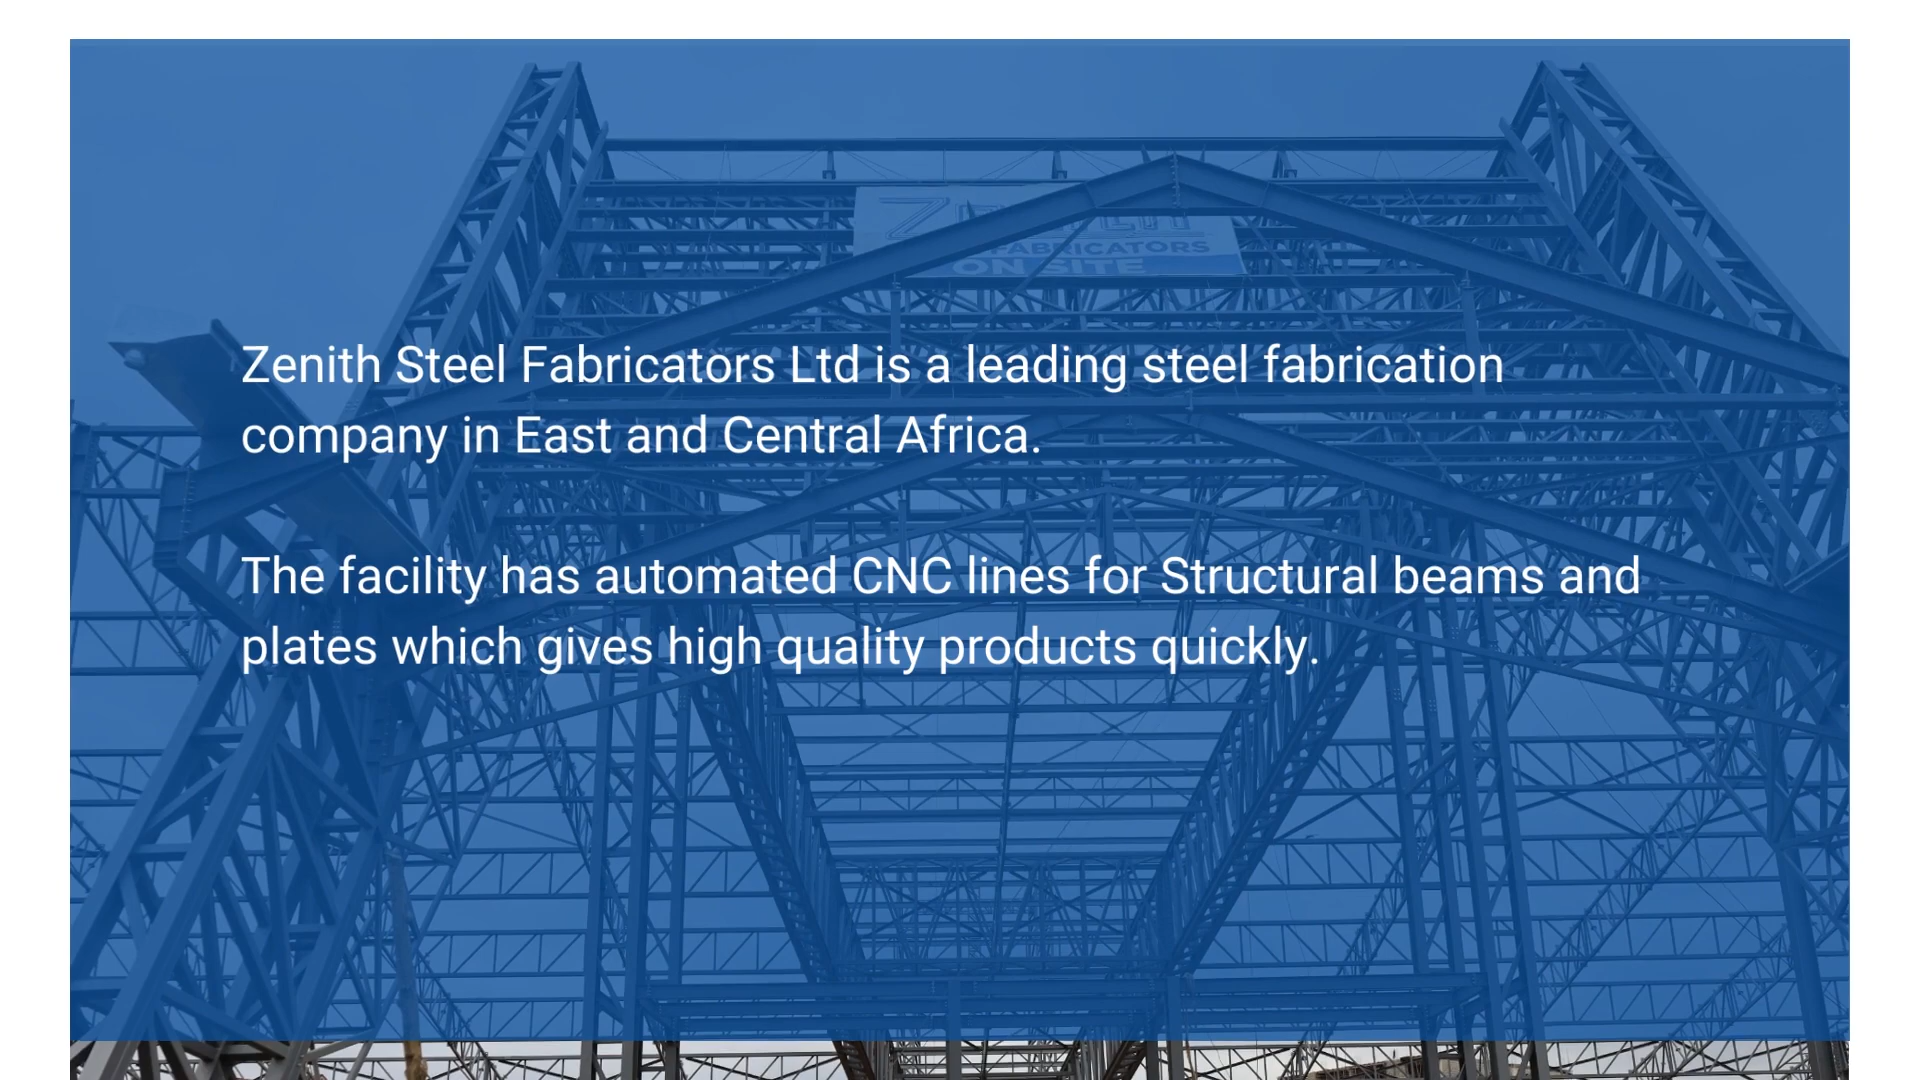 FABRICATORS
ON SITE
Zenith Steel Fabricators Ltd is a leading steel fabrication
company in East and Central Africa.
The facility has automated CNC lines for Structural beams and
plates which gives high quality products quickly.